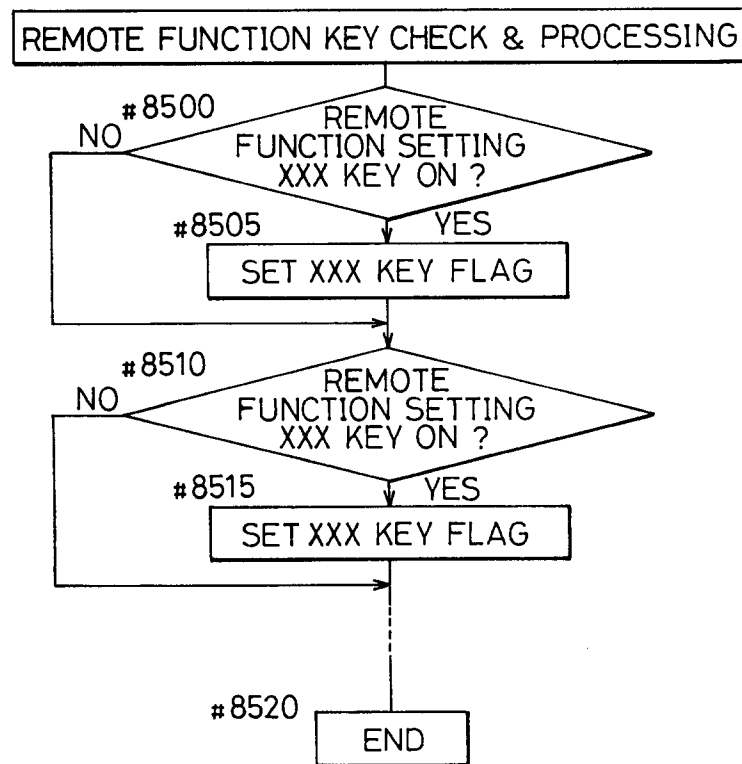 REMOTE FUNCTION KEY CHECK & PROCESSING
#8500
NO
REMOTE
FUNCTION SETTING
XXX KEY ON ?
#8505
YES
SET XXX KEY FLAG
#8510
NO
REMOTE
FUNCTION SETTING
XXX KEY ON ?
#8515
YES
SET XXX KEY FLAG
#8520
END